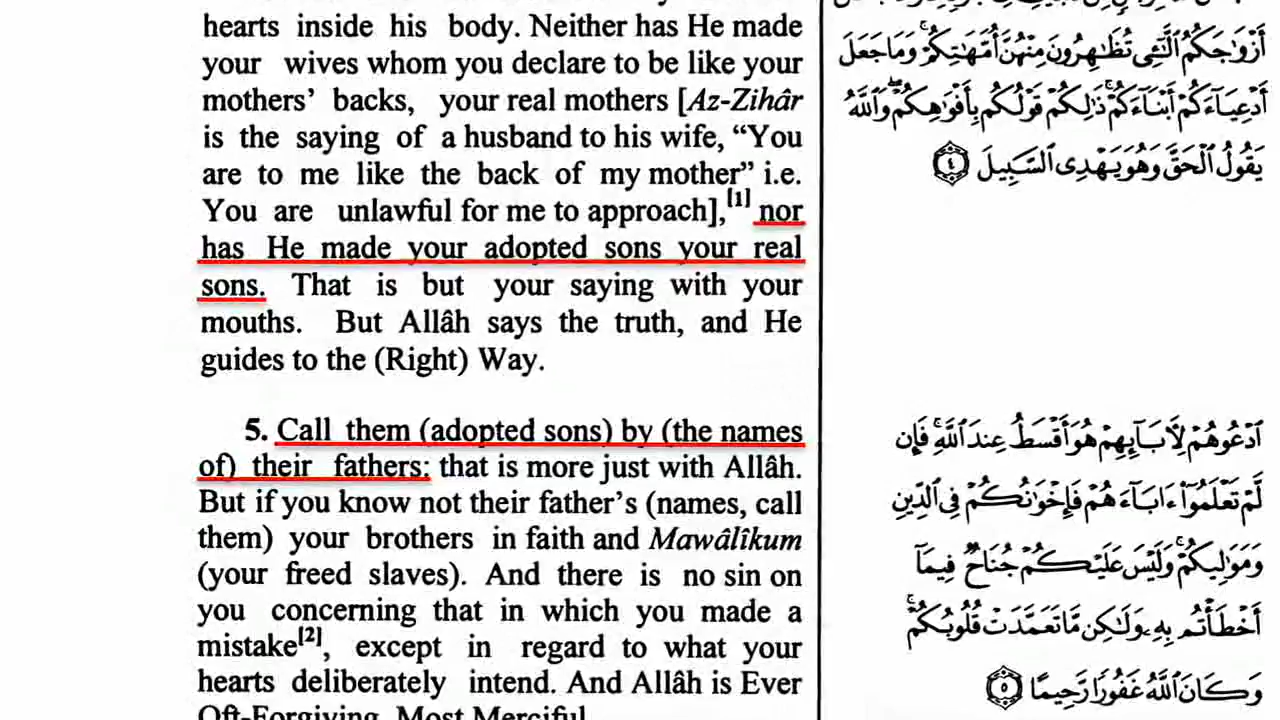 hearts inside his body. Neither has He made
your wives whom you declare to be like your
mothers' backs, your real mothers [Az-Zihâr
is the saying of a husband to his wife, “You
are to me like the back of my mother” i.e.
You are unlawful for me to approach],[1] nor
has He made your adopted sons your real
sons. That is but your saying with your
mouths. But Allâh says the truth, and He
guides to the (Right) Way.
5. Call them (adopted sons) by (the names
of) their fathers: that is more just with Allâh.
But if you know not their father's (names, call
them) your brothers in faith and Mawâlîkum
(your freed slaves). And there is no sin on
you concerning that in which you made a
mistake[2], except in regard to what your
hearts deliberately intend. And Allâh is Ever
Oft-Forgiving, Most Merciful.
أَزْوَٰجَكُمُ ٱلَّـٰٓـِٔى تُظَـٰهِرُونَ مِنْهُنَّ أُمَّهَـٰتِكُمْ ۚ وَمَا جَعَلَ
أَدْعِيَآءَكُمْ أَبْنَآءَكُمْ ۚ ذَٰلِكُمْ قَوْلُكُم بِأَفْوَٰهِكُمْ ۖ وَٱللَّهُ
يَقُولُ ٱلْحَقَّ وَهُوَ يَهْدِى ٱلسَّبِيلَ ٤
ٱدْعُوهُمْ لِـَٔابَآئِهِمْ هُوَ أَقْسَطُ عِندَ ٱللَّهِ ۚ فَإِن
لَّمْ تَعْلَمُوٓا۟ ءَابَآءَهُمْ فَإِخْوَٰنُكُمْ فِى ٱلدِّينِ
وَمَوَٰلِيكُمْ ۚ وَلَيْسَ عَلَيْكُمْ جُنَاحٌ فِيمَآ
أَخْطَأْتُم بِهِۦ وَلَـٰكِن مَّا تَعَمَّدَتْ قُلُوبُكُمْ ۚ
وَكَانَ ٱللَّهُ غَفُورًا رَّحِيمًا ٥